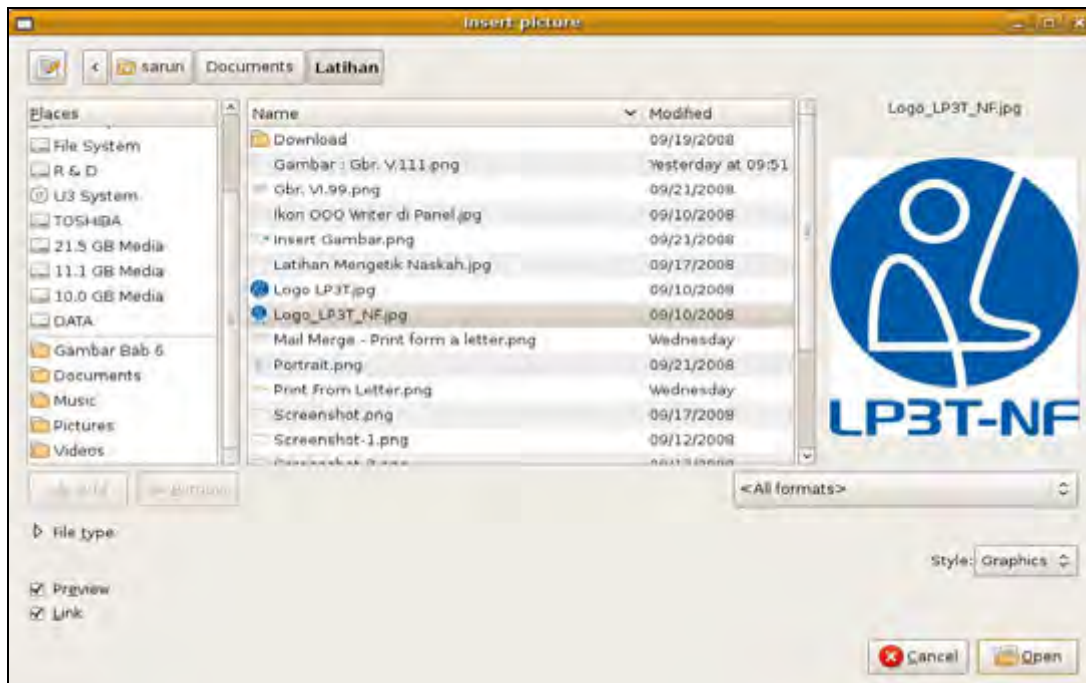 Insert picture
sarun Documents Latihan
Places
File System
R & D
U3 System
TOSHIBA
21.5 GB Media
11.1 GB Media
10.0 GB Media
DATA
Gambar Bab 6
Documents
Music
Pictures
Videos
Name Modified
Download 09/19/2008
Gambar : Gbr. V.111.png Yesterday at 09:51
Gbr. VI.99.png 09/21/2008
Ikon OOO Writer di Panel.jpg 09/10/2008
Insert Gambar.png 09/21/2008
Latihan Mengetik Naskah.jpg 09/17/2008
Logo LP3T.jpg 09/10/2008
Logo_LP3T_NF.jpg 09/10/2008
Mail Merge - Print form a letter.png Wednesday
Portrait.png 09/21/2008
Print From Letter.png Wednesday
Screenshot.png 09/17/2008
Screenshot-1.png 09/12/2008
Logo_LP3T_NF.jpg
LP3T-NF
Add Remove
<All formats>
File type
Style: Graphics
Preview
Link
Cancel Open